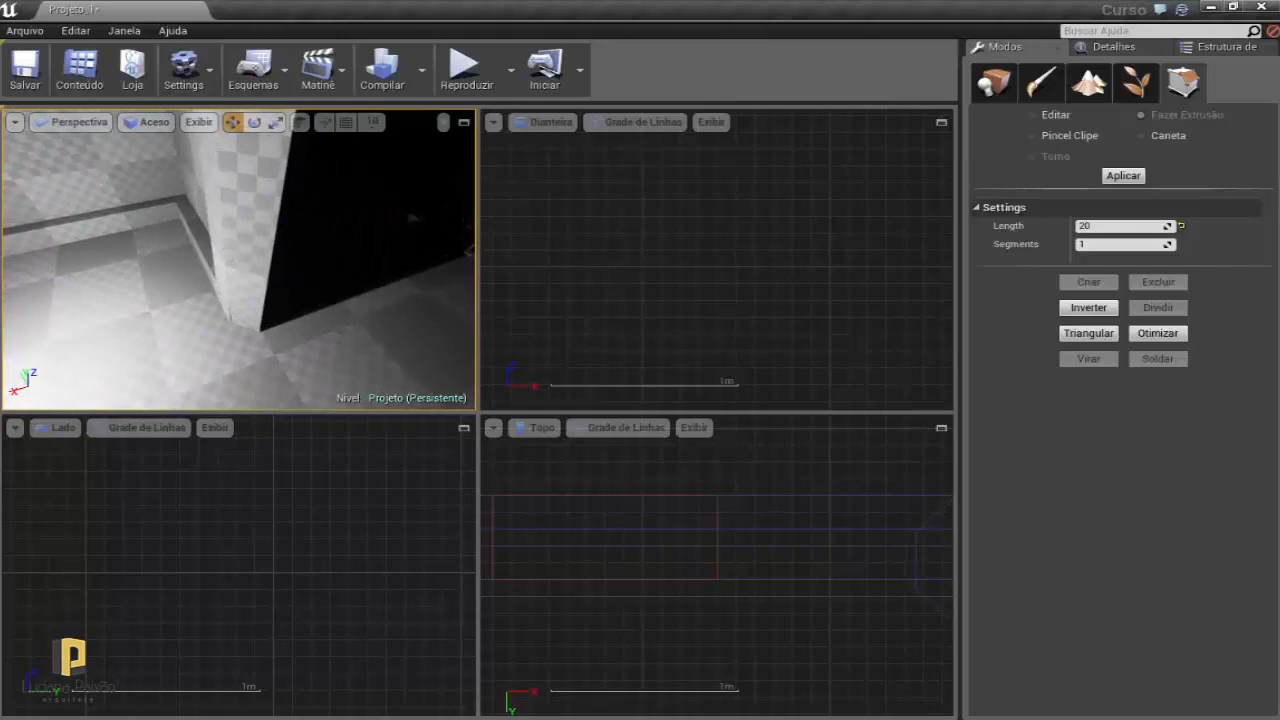 Projeto_1*
Curso
Arquivo Editar Janela Ajuda
Buscar Ajuda
Salvar Conteúdo Loja Settings Esquemas Matinê Compilar Reproduzir Iniciar
Modos Detalhes Estrutura de
Editar Fazer Extrusão
Pincel Clipe Caneta
Torno
Aplicar
Settings
Length 20
Segments 1
Criar Excluir
Inverter Dividir
Triangular Otimizar
Virar Soldar
Perspectiva Aceso Exibir 10
X Y Z
Nível: Projeto (Persistente)
Dianteira Grade de Linhas Exibir
1m
Lado Grade de Linhas Exibir
1m
arquiteta
Topo Grade de Linhas Exibir
1m